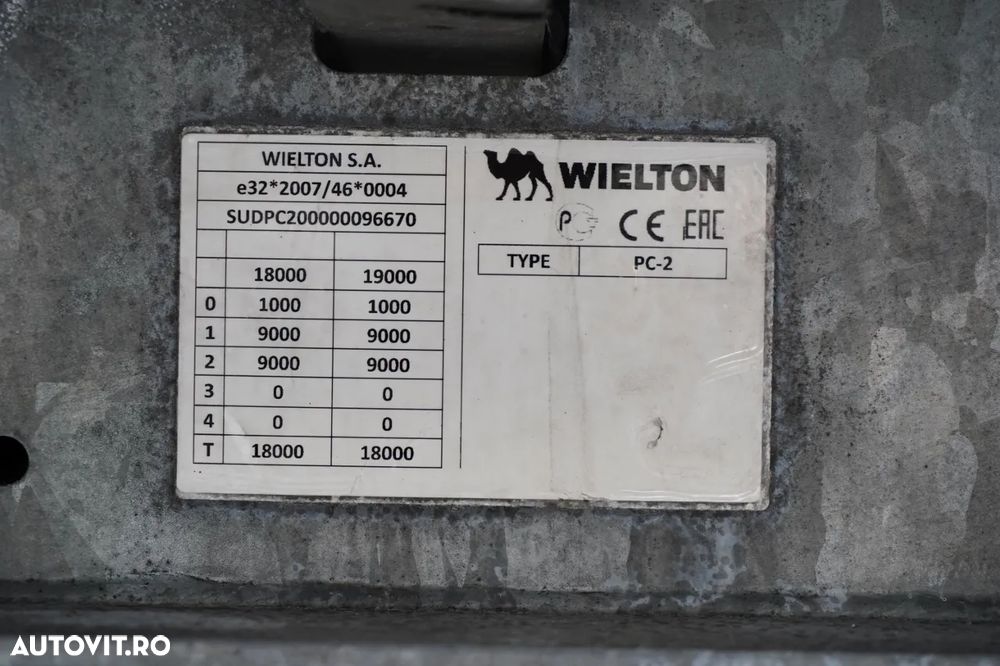 WIELTON S.A.
e32*2007/46*0004
SUDPC200000096670
18000 19000
0 1000 1000
1 9000 9000
2 9000 9000
3 0 0
4 0 0
T 18000 18000
WIELTON
CE EAC
TYPE PC-2
AUTOVIT.RO